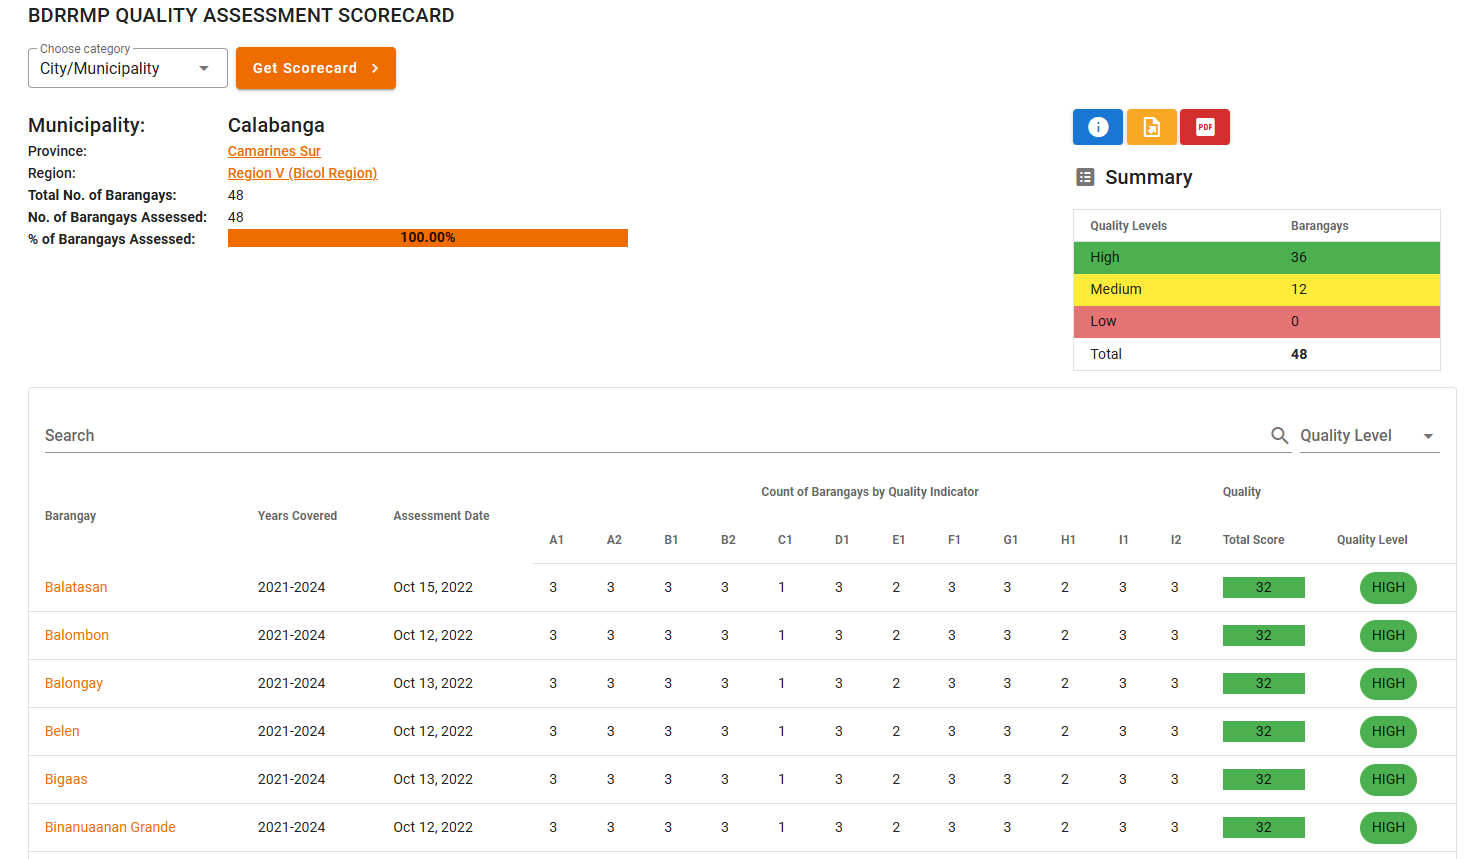 BDRRMP QUALITY ASSESSMENT SCORECARD
Choose category
City/Municipality
Get Scorecard
Municipality: Calabanga
Province: Camarines Sur
Region: Region V (Bicol Region)
Total No. of Barangays: 48
No. of Barangays Assessed: 48
% of Barangays Assessed: 100.00%
PDF
Summary
Quality Levels Barangays
High 36
Medium 12
Low 0
Total 48
Search Quality Level
Count of Barangays by Quality Indicator Quality
Barangay Years Covered Assessment Date
A1 A2 B1 B2 C1 D1 E1 F1 G1 H1 I1 I2 Total Score Quality Level
Balatasan 2021-2024 Oct 15, 2022 3 3 3 3 1 3 2 3 3 2 3 3 32 HIGH
Balombon 2021-2024 Oct 12, 2022 3 3 3 3 1 3 2 3 3 2 3 3 32 HIGH
Balongay 2021-2024 Oct 13, 2022 3 3 3 3 1 3 2 3 3 2 3 3 32 HIGH
Belen 2021-2024 Oct 12, 2022 3 3 3 3 1 3 2 3 3 2 3 3 32 HIGH
Bigaas 2021-2024 Oct 13, 2022 3 3 3 3 1 3 2 3 3 2 3 3 32 HIGH
Binanuaanan Grande 2021-2024 Oct 12, 2022 3 3 3 3 1 3 2 3 3 2 3 3 32 HIGH